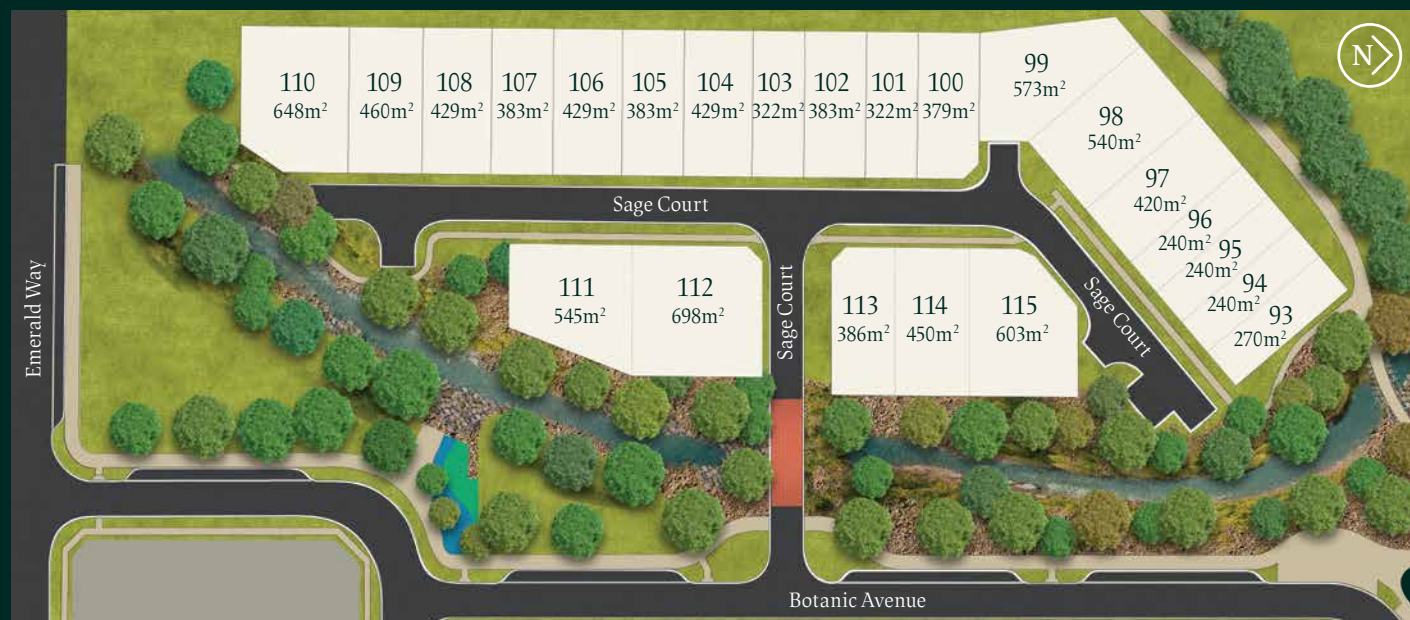 N
110
648m²
109
460m²
108
429m²
107
383m²
106
429m²
105
383m²
104
429m²
103
322m²
102
383m²
101
322m²
100
379m²
99
573m²
98
540m²
97
420m²
96
240m²
95
240m²
94
240m²
93
270m²
Sage Court
111
545m²
112
698m²
Sage Court
113
386m²
114
450m²
115
603m²
Sage Court
Emerald Way
Botanic Avenue